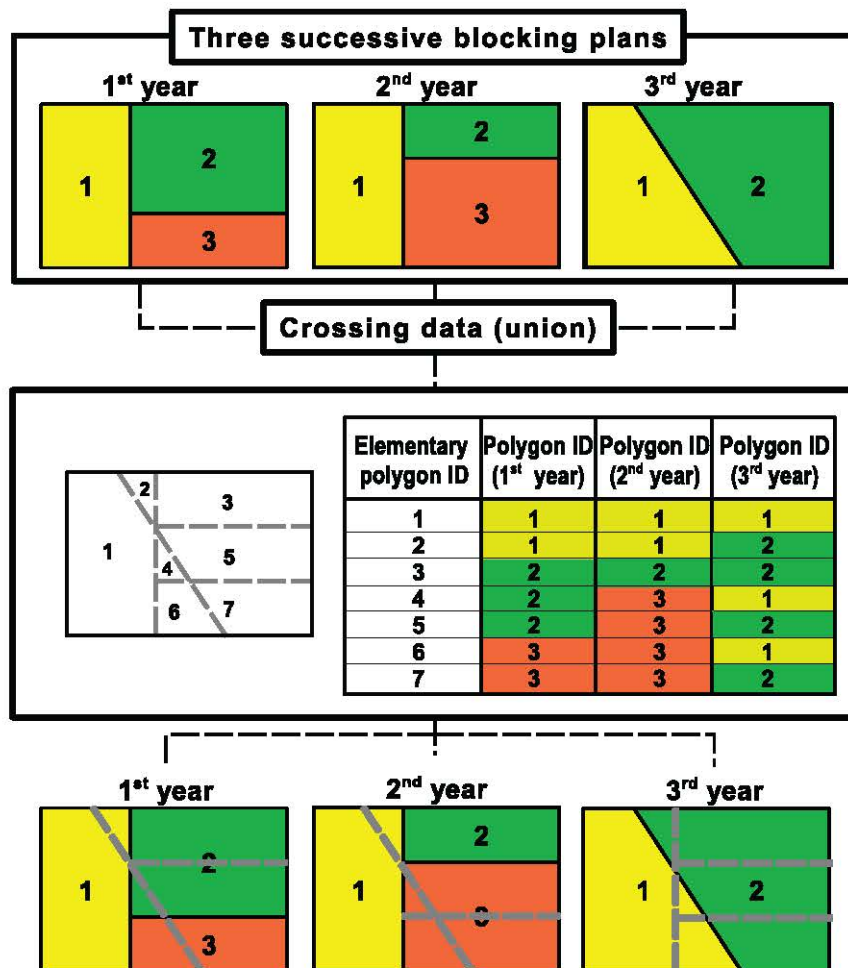 Three successive blocking plans
1st year 2nd year 3rd year
1 2 3 1 2 3 1 2
Crossing data (union)
Elementary polygon ID Polygon ID (1st year) Polygon ID (2nd year) Polygon ID (3rd year)
1 1 1 1
2 1 1 2
3 2 2 2
4 2 3 1
5 2 3 2
6 3 3 1
7 3 3 2
1 2 3 4 5 6 7
1st year 2nd year 3rd year
1 2 3 1 2 3 1 2